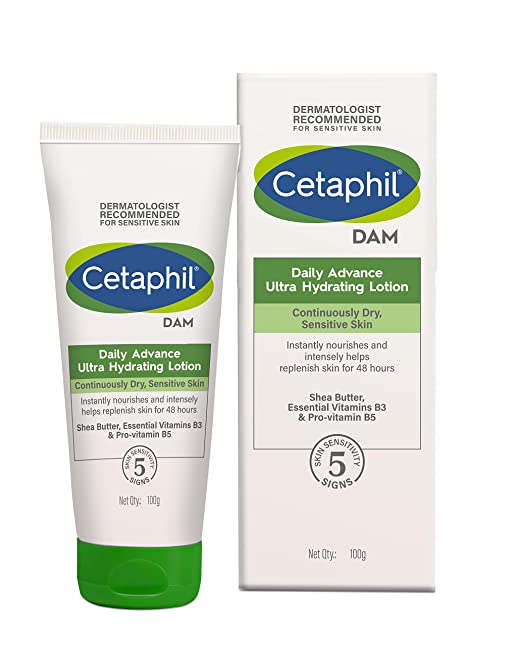 DERMATOLOGIST
RECOMMENDED
FOR SENSITIVE SKIN
Cetaphil®
DAM
Daily Advance
Ultra Hydrating Lotion
Continuously Dry, Sensitive Skin
Instantly nourishes and intensely
helps replenish skin for 48 hours
Shea Butter, Essential Vitamins B3
& Pro-vitamin B5
SKIN SENSITIVITY
5
SIGNS
Net Qty.: 100g
DERMATOLOGIST
RECOMMENDED
FOR SENSITIVE SKIN
Cetaphil®
DAM
Daily Advance
Ultra Hydrating Lotion
Continuously Dry,
Sensitive Skin
Instantly nourishes and
intensely helps
replenish skin for 48 hours
Shea Butter,
Essential Vitamins B3
& Pro-vitamin B5
SKIN SENSITIVITY
5
SIGNS
Net Qty.: 100g